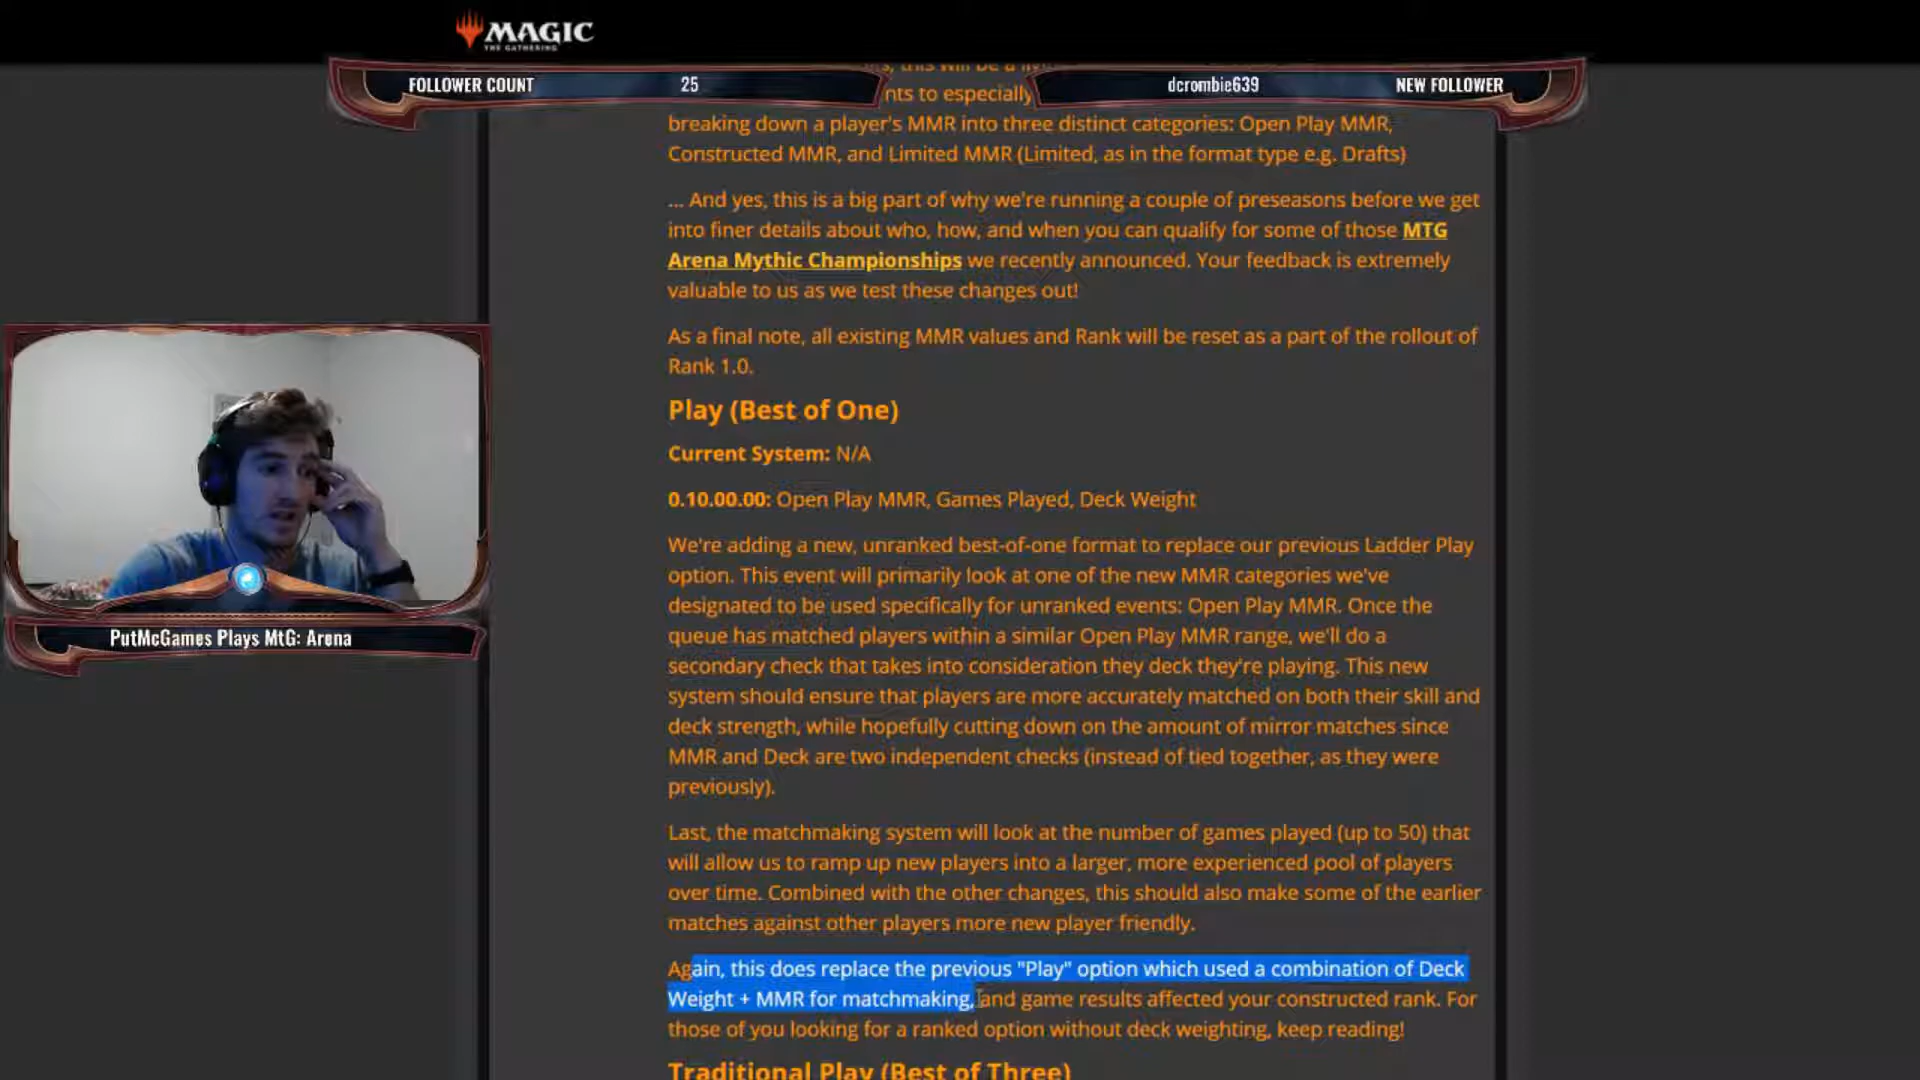 MAGIC
THE GATHERING
FOLLOWER COUNT 25
dcrombie639 NEW FOLLOWER
nts to especially
breaking down a player's MMR into three distinct categories: Open Play MMR,
Constructed MMR, and Limited MMR (Limited, as in the format type e.g. Drafts)
... And yes, this is a big part of why we're running a couple of preseasons before we get
into finer details about who, how, and when you can qualify for some of those MTG
Arena Mythic Championships we recently announced. Your feedback is extremely
valuable to us as we test these changes out!
As a final note, all existing MMR values and Rank will be reset as a part of the rollout of
Rank 1.0.
Play (Best of One)
Current System: N/A
0.10.00.00: Open Play MMR, Games Played, Deck Weight
We're adding a new, unranked best-of-one format to replace our previous Ladder Play
option. This event will primarily look at one of the new MMR categories we've
designated to be used specifically for unranked events: Open Play MMR. Once the
queue has matched players within a similar Open Play MMR range, we'll do a
secondary check that takes into consideration they deck they're playing. This new
system should ensure that players are more accurately matched on both their skill and
deck strength, while hopefully cutting down on the amount of mirror matches since
MMR and Deck are two independent checks (instead of tied together, as they were
previously).
Last, the matchmaking system will look at the number of games played (up to 50) that
will allow us to ramp up new players into a larger, more experienced pool of players
over time. Combined with the other changes, this should also make some of the earlier
matches against other players more new player friendly.
Again, this does replace the previous "Play" option which used a combination of Deck
Weight + MMR for matchmaking, and game results affected your constructed rank. For
those of you looking for a ranked option without deck weighting, keep reading!
Traditional Play (Best of Three)
PutMcGames Plays MtG: Arena